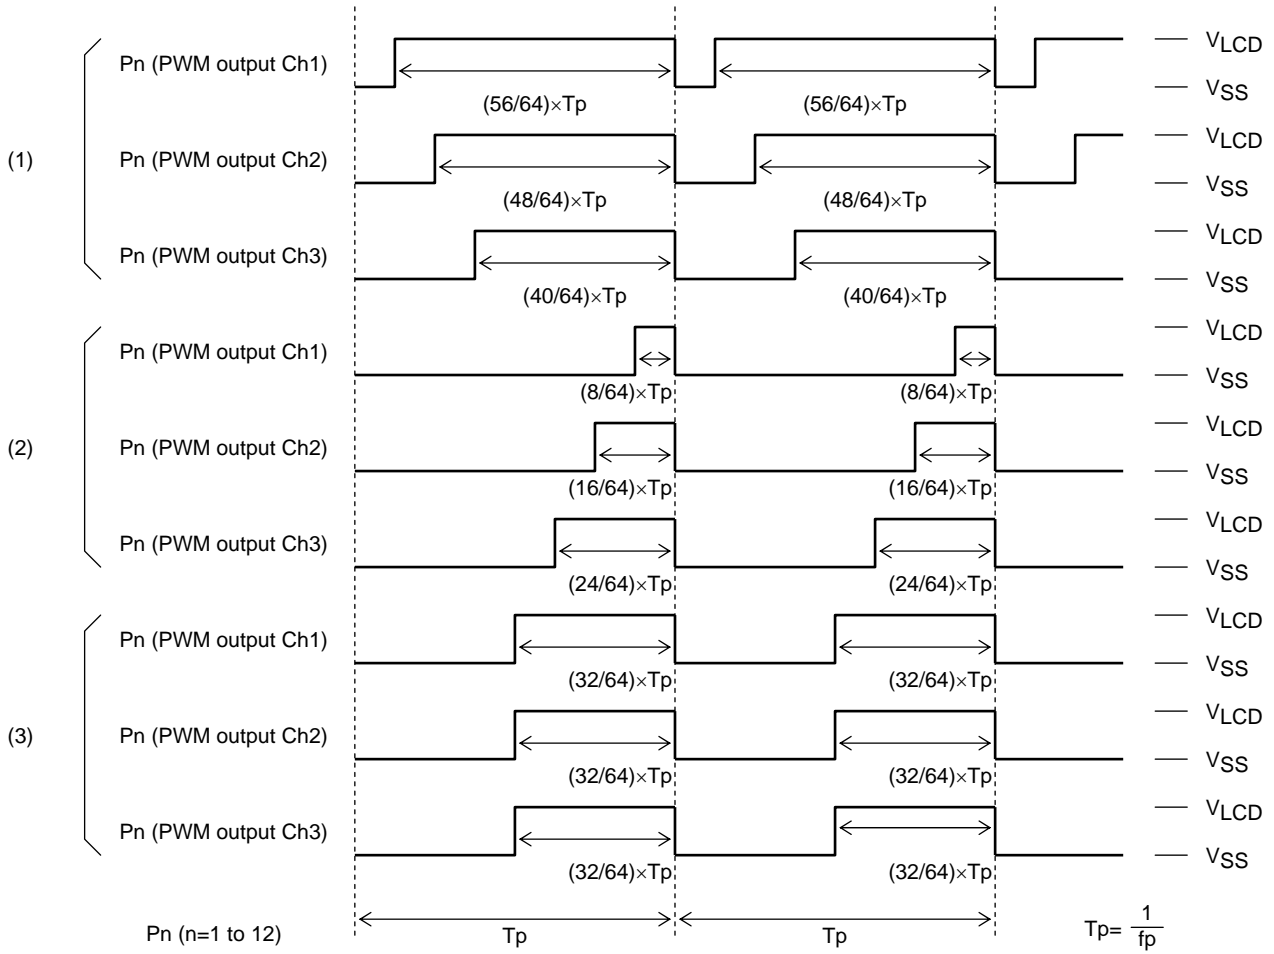 Pn (PWM output Ch1) VLCD
(56/64)×Tp (56/64)×Tp VSS
(1) Pn (PWM output Ch2) VLCD
(48/64)×Tp (48/64)×Tp VSS
Pn (PWM output Ch3) VLCD
(40/64)×Tp (40/64)×Tp VSS
Pn (PWM output Ch1) VLCD
(8/64)×Tp (8/64)×Tp VSS
(2) Pn (PWM output Ch2) VLCD
(16/64)×Tp (16/64)×Tp VSS
Pn (PWM output Ch3) VLCD
(24/64)×Tp (24/64)×Tp VSS
Pn (PWM output Ch1) VLCD
(32/64)×Tp (32/64)×Tp VSS
(3) Pn (PWM output Ch2) VLCD
(32/64)×Tp (32/64)×Tp VSS
Pn (PWM output Ch3) VLCD
(32/64)×Tp (32/64)×Tp VSS
Pn (n=1 to 12) Tp Tp Tp= 1
fp